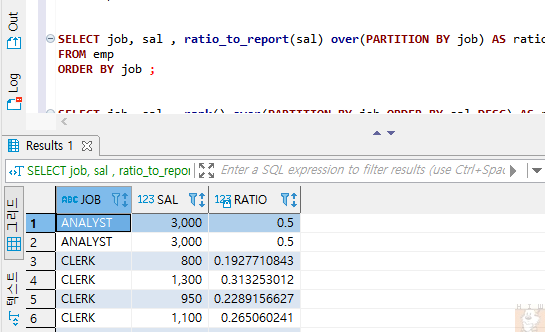 Out
Log
SELECT job, sal , ratio_to_report(sal) over(PARTITION BY job) AS ratio
FROM emp
ORDER BY job ;
SELECT job, sal , rank() over(PARTITION BY job ORDER BY sal DESC) AS
Results 1
SELECT job, sal , ratio_to_repor
Enter a SQL expression to filter results (use Ctrl+Spac
그리드
텍스트
JOB 123 SAL 123 RATIO
1 ANALYST 3,000 0.5
2 ANALYST 3,000 0.5
3 CLERK 800 0.1927710843
4 CLERK 1,300 0.313253012
5 CLERK 950 0.2289156627
6 CLERK 1,100 0.265060241